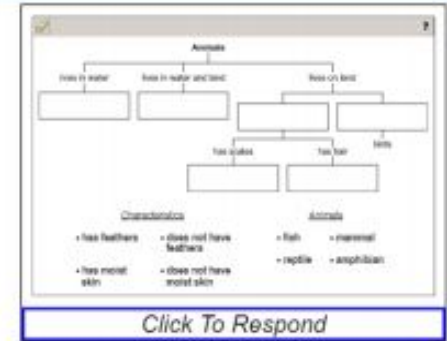 ?
Animals
lives in water lives in water and land lives on land
birds
has scales has hair
Characteristics Animals
• has feathers • does not have • fish • mammal
feathers
• reptile • amphibian
• has moist • does not have
skin moist skin
Click To Respond